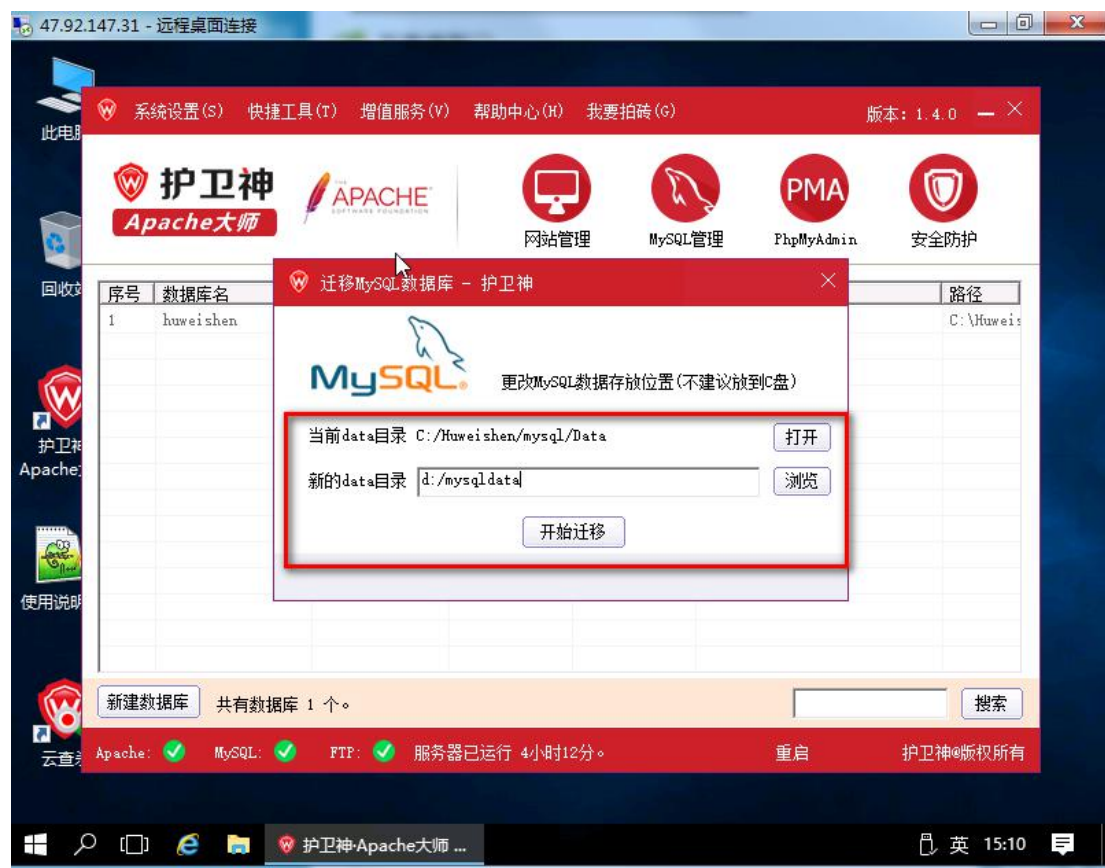 47.92.147.31 - 远程桌面连接
此电脑
系统设置(S) 快捷工具(T) 增值服务(V) 帮助中心(H) 我要拍砖(G) 版本: 1.4.0
护卫神
Apache大师
THE
APACHE
SOFTWARE FOUNDATION
PMA
网站管理 MySQL管理 PhpMyAdmin 安全防护
迁移MySQL数据库 - 护卫神
回收
序号 数据库名 路径
1 huweishen C:\Huweis
MySQL
更改MySQL数据存放位置(不建议放到C盘)
当前data目录 C:/Huweishen/mysql/Data 打开
新的data目录 d:/mysqldata 浏览
开始迁移
护卫神
Apache
使用说明
新建数据库 共有数据库 1 个。 搜索
云查
Apache: MySQL: FTP: 服务器已运行 4小时12分。 重启 护卫神@版权所有
护卫神·Apache大师 ... 英 15:10